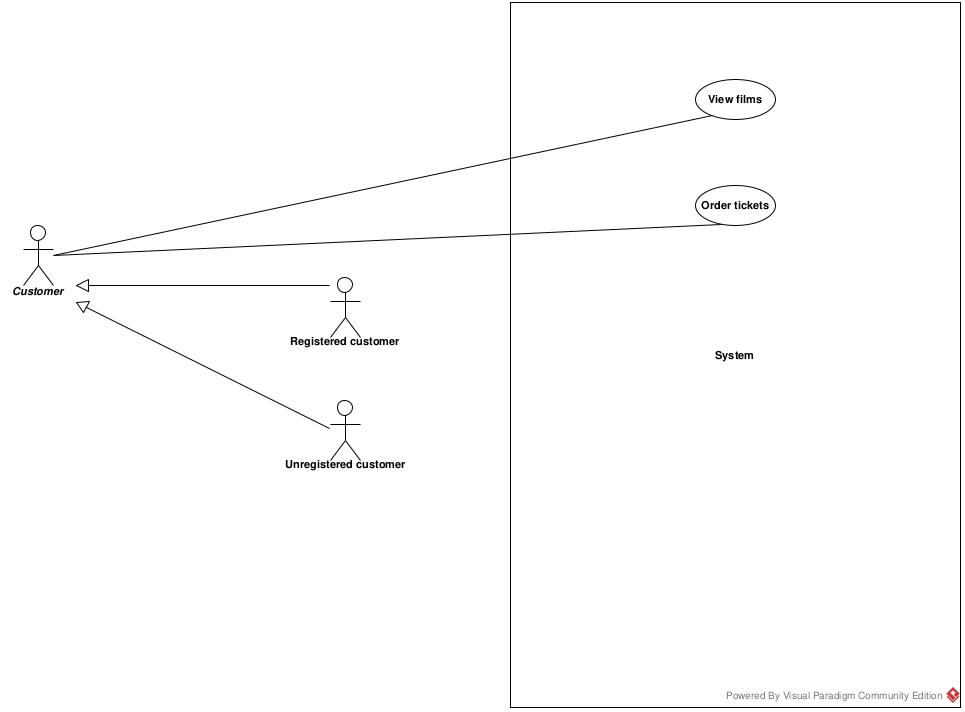 View films
Order tickets
Customer
Registered customer
System
Unregistered customer
Powered By Visual Paradigm Community Edition